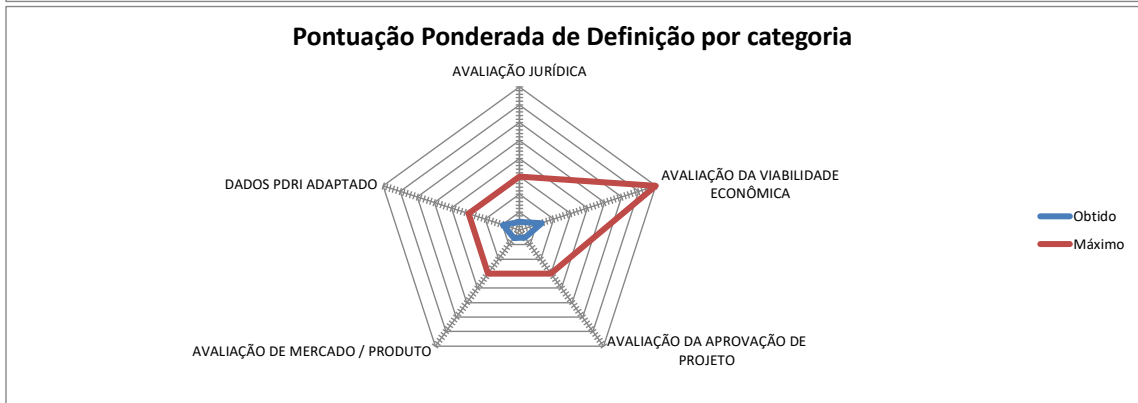 Pontuação Ponderada de Definição por categoria
AVALIAÇÃO JURÍDICA
AVALIAÇÃO DA VIABILIDADE
ECONÔMICA
DADOS PDRI ADAPTADO
Obtido
Máximo
AVALIAÇÃO DA APROVAÇÃO DE
PROJETO
AVALIAÇÃO DE MERCADO / PRODUTO